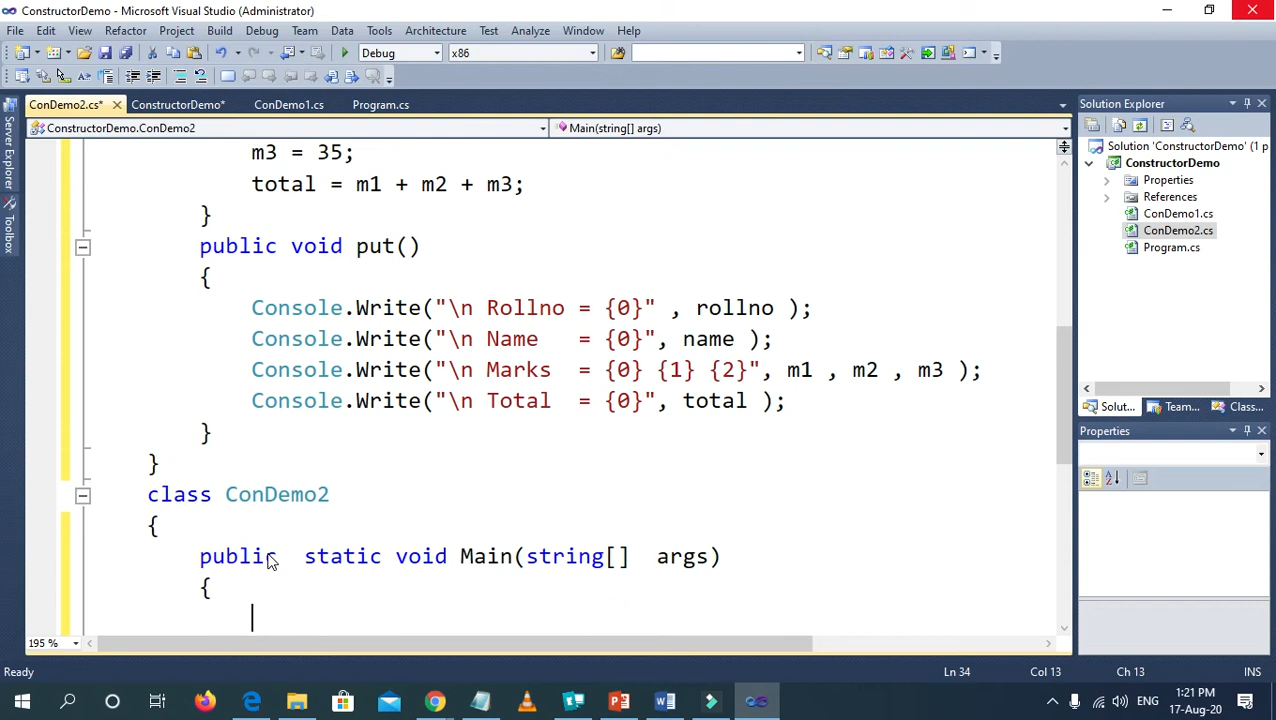 ConstructorDemo - Microsoft Visual Studio (Administrator)
File Edit View Refactor Project Build Debug Team Data Tools Architecture Test Analyze Window Help
Debug x86
ConDemo2.cs* ConstructorDemo* ConDemo1.cs Program.cs
ConstructorDemo.ConDemo2 Main(string[] args)
m3 = 35;
total = m1 + m2 + m3;
}
public void put()
{
Console.Write("\n Rollno = {0}" , rollno );
Console.Write("\n Name   = {0}", name );
Console.Write("\n Marks  = {0} {1} {2}", m1 , m2 , m3 );
Console.Write("\n Total  = {0}", total );
}
}
class ConDemo2
{
public  static void Main(string[]  args)
{
195 %
Server Explorer
Toolbox
Solution Explorer
Solution 'ConstructorDemo' (1 p
ConstructorDemo
Properties
References
ConDemo1.cs
ConDemo2.cs
Program.cs
Solut... Team... Class...
Properties
Ready Ln 34 Col 13 Ch 13 INS
ENG 1:21 PM
17-Aug-20